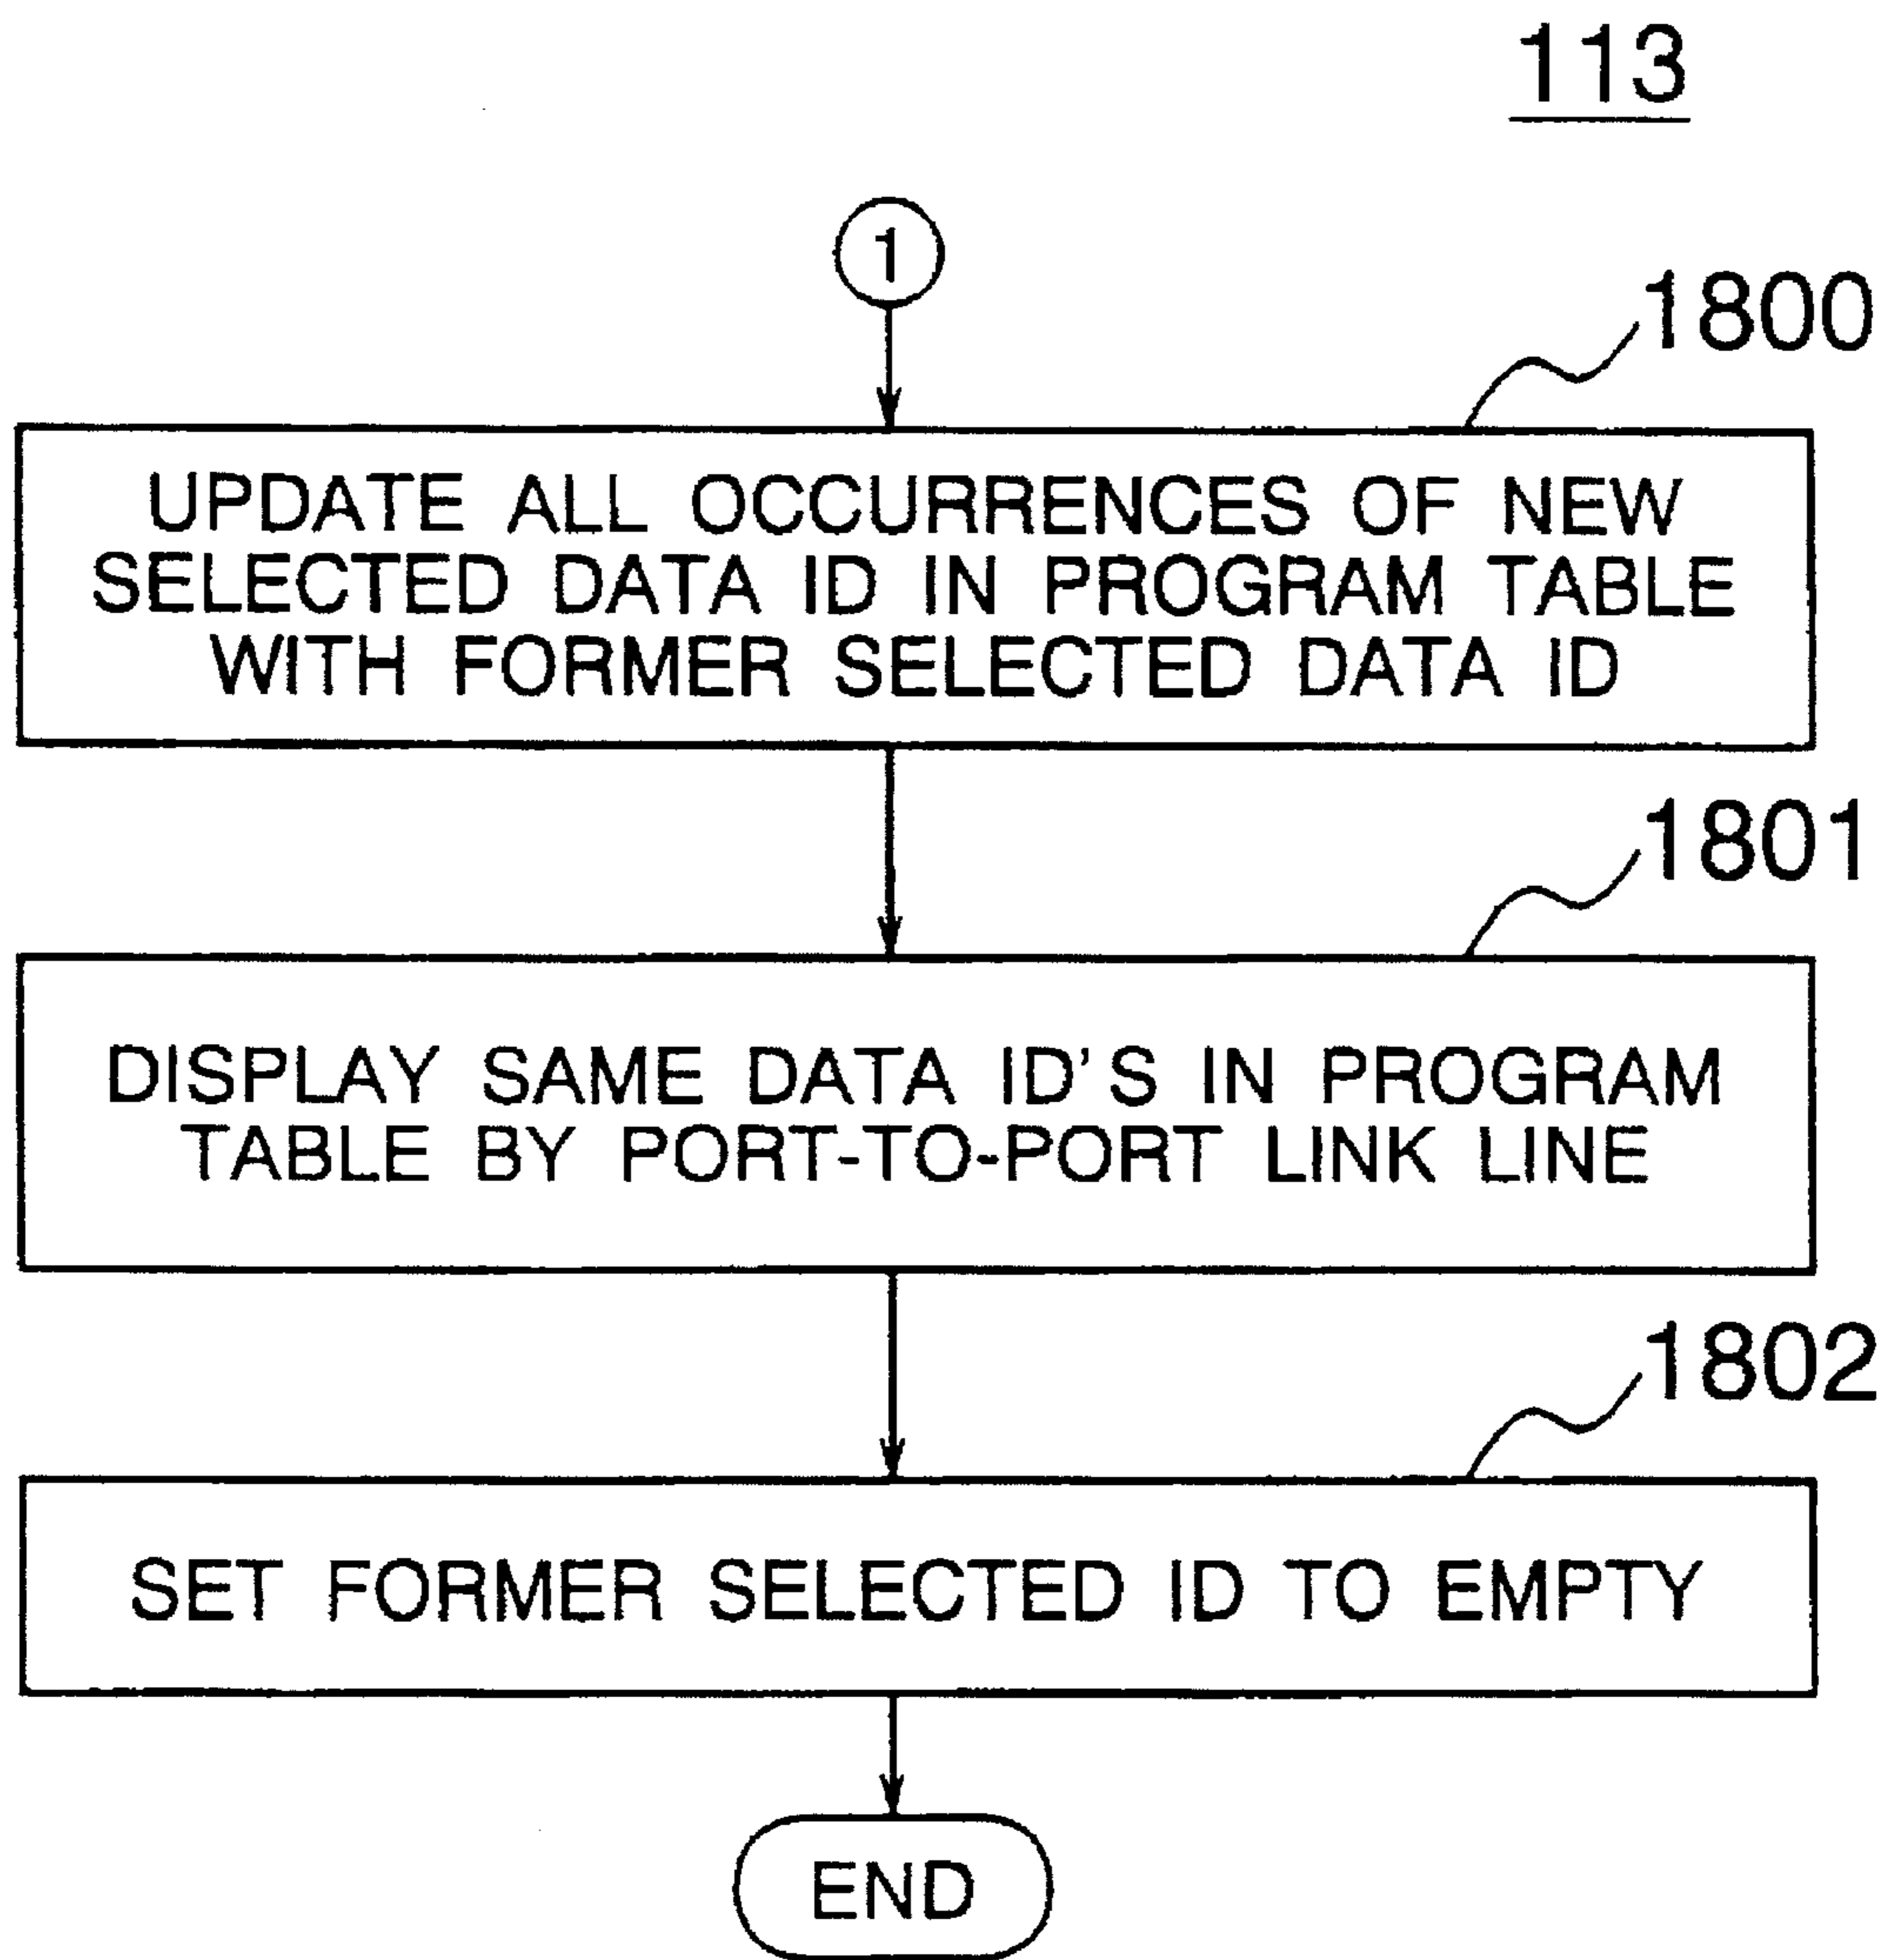 113
1
1800
UPDATE ALL OCCURRENCES OF NEW
SELECTED DATA ID IN PROGRAM TABLE
WITH FORMER SELECTED DATA ID
1801
DISPLAY SAME DATA ID'S IN PROGRAM
TABLE BY PORT-TO-PORT LINK LINE
1802
SET FORMER SELECTED ID TO EMPTY
END